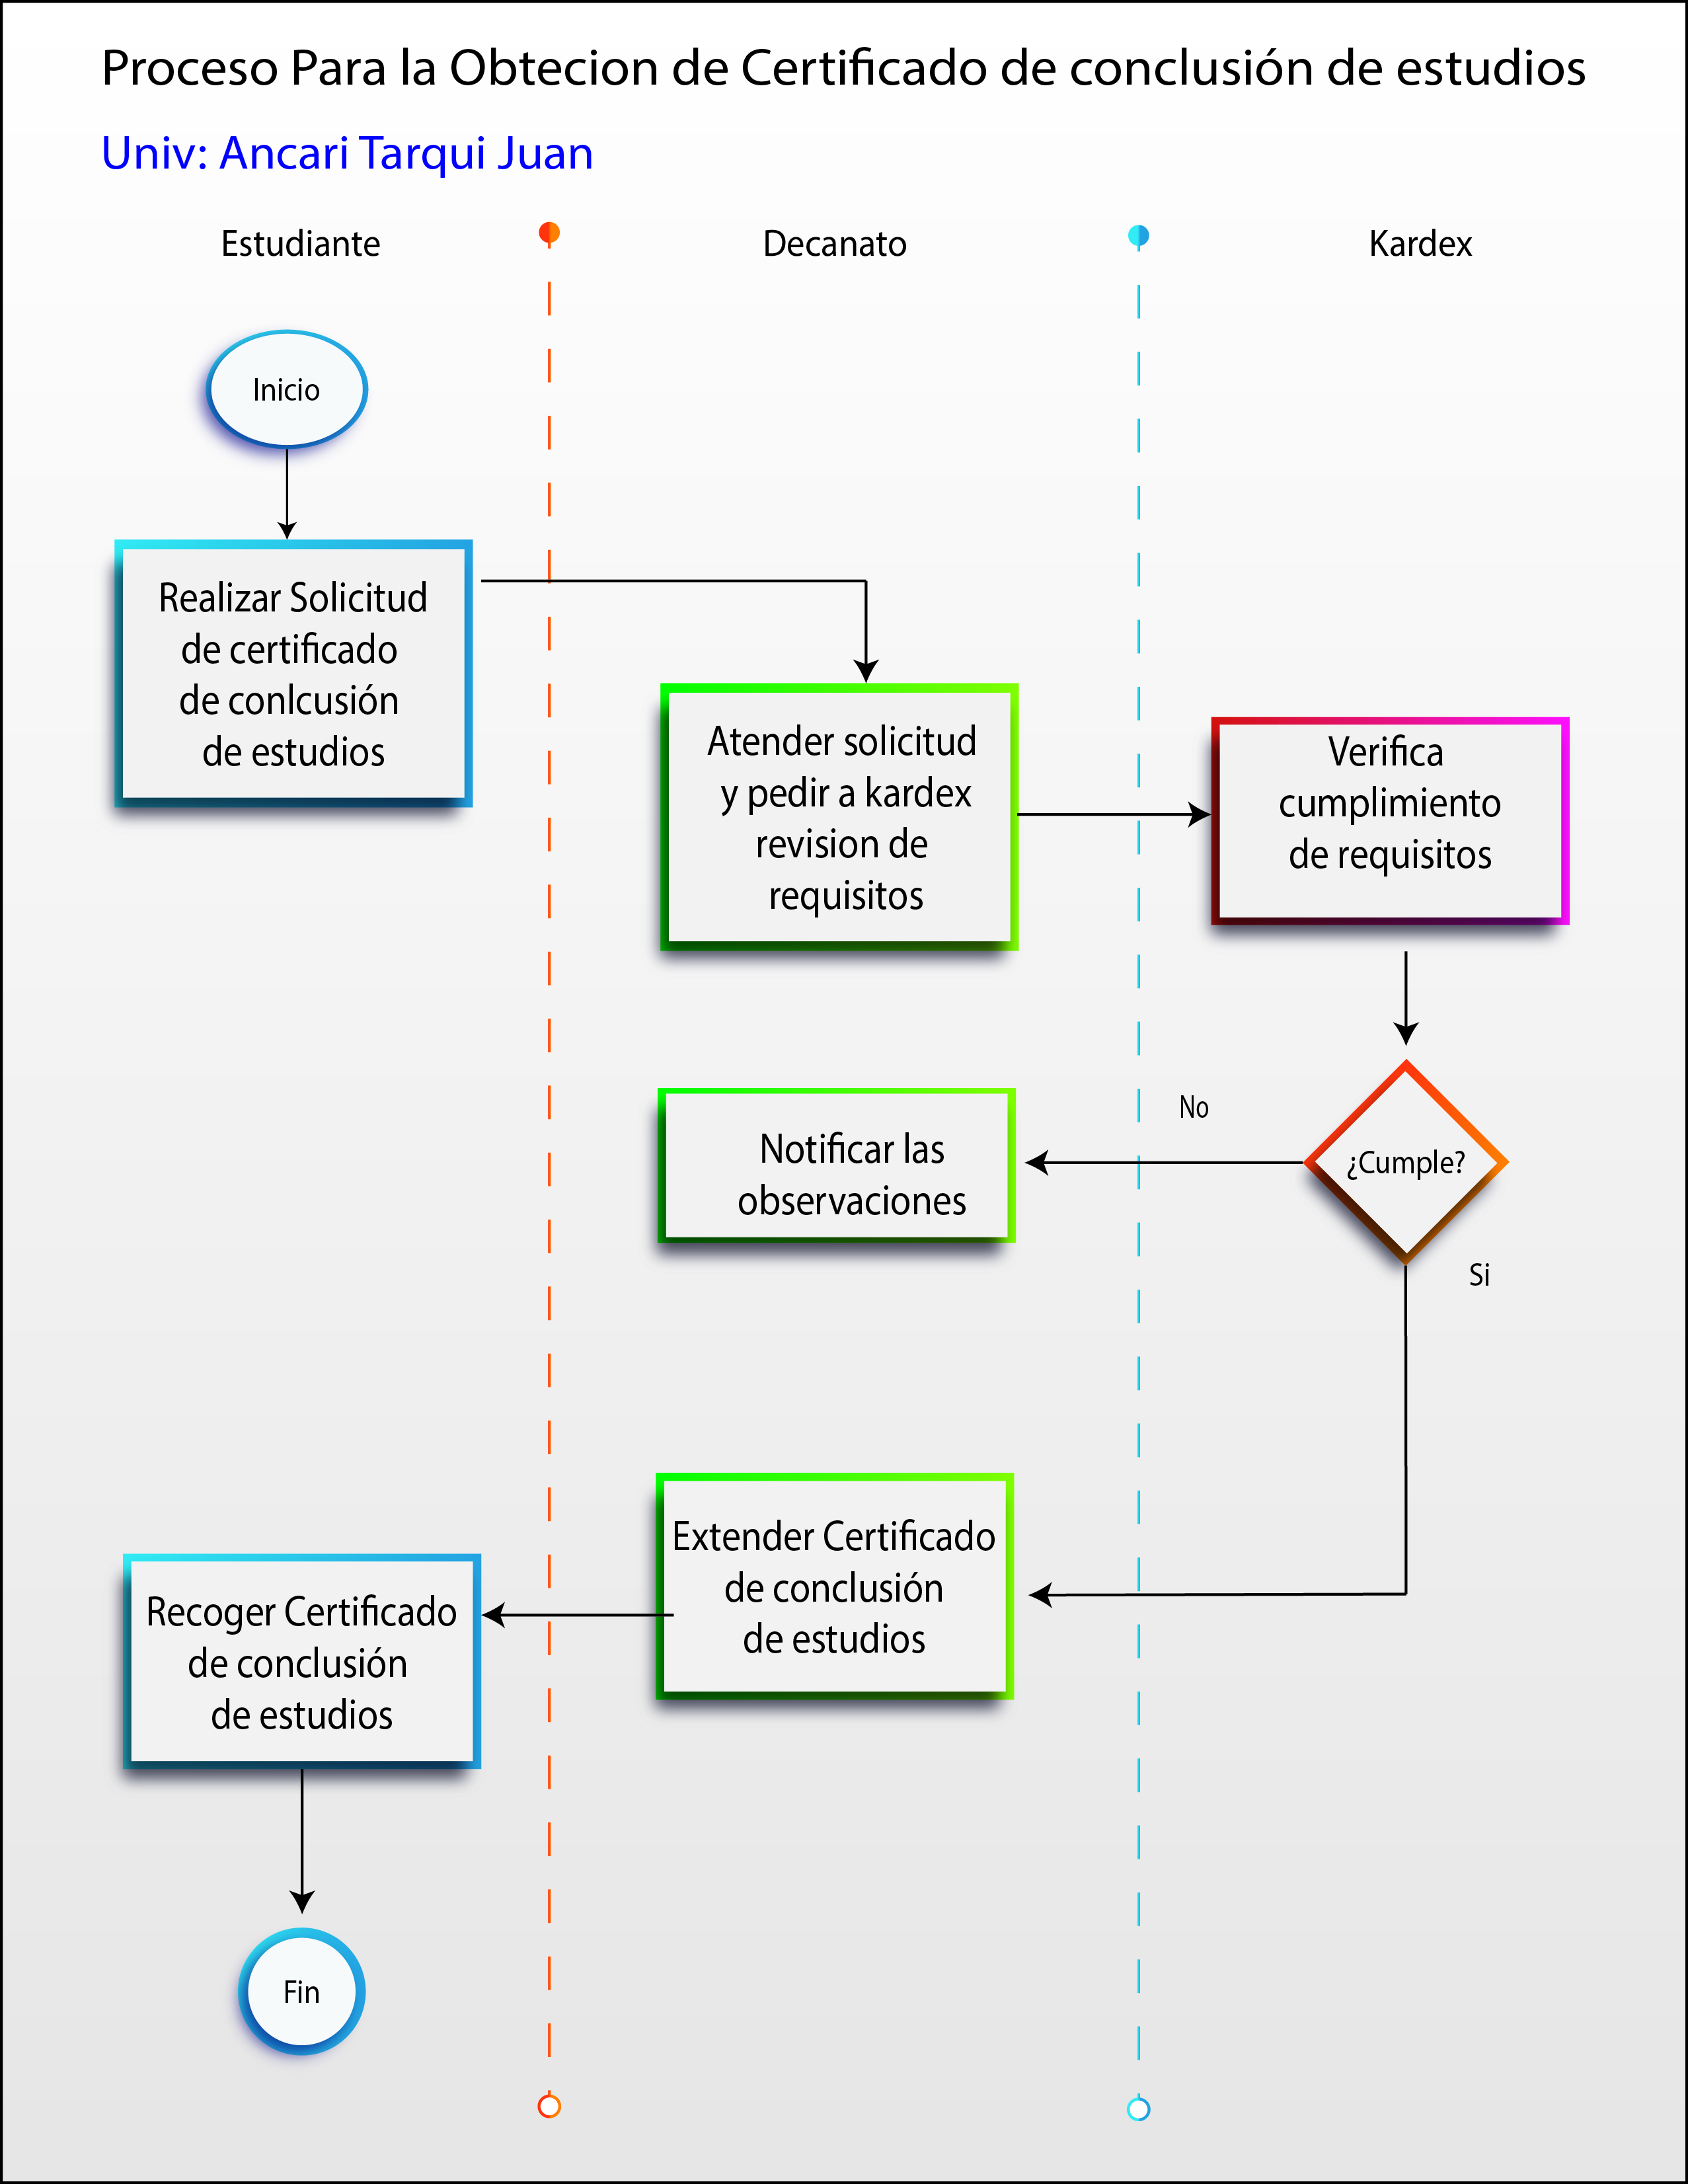 Proceso Para la Obtecion de Certificado de conclusión de estudios
Univ: Ancari Tarqui Juan
Estudiante
Decanato
Kardex
Inicio
Realizar Solicitud
de certificado
de conlcusión
de estudios
Atender solicitud
y pedir a kardex
revision de
requisitos
Verifica
cumplimiento
de requisitos
¿Cumple?
No
Si
Notificar las
observaciones
Extender Certificado
de conclusión
de estudios
Recoger Certificado
de conclusión
de estudios
Fin